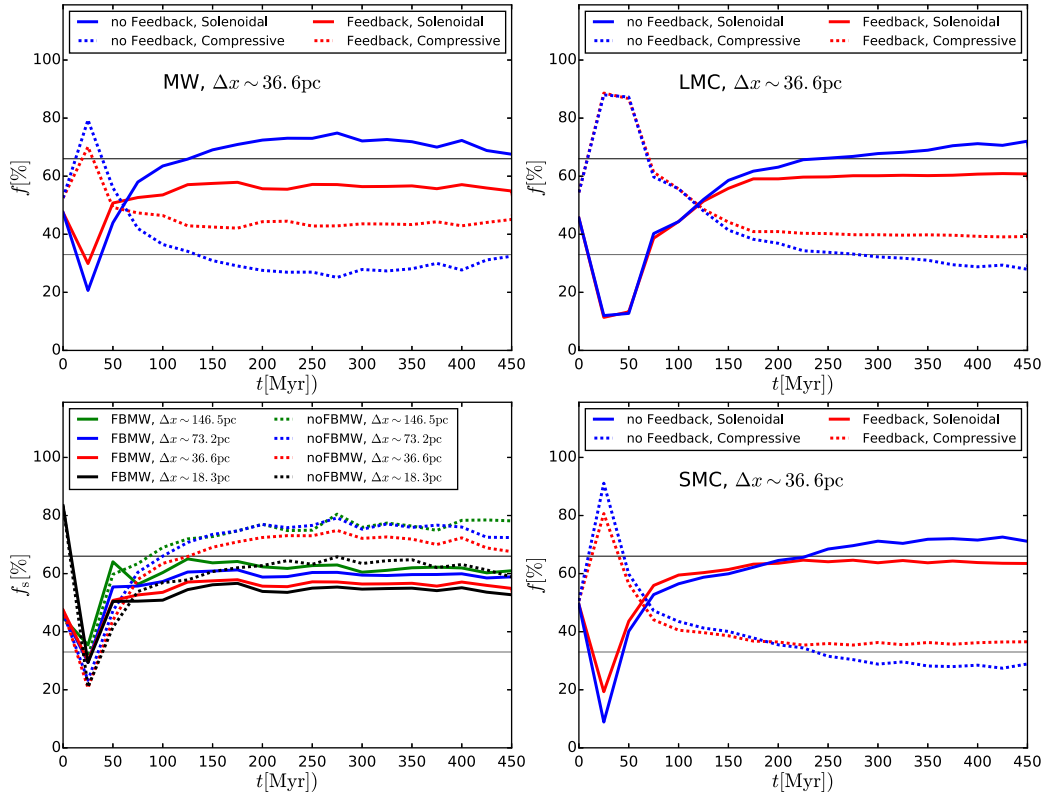 no Feedback, Solenoidal
Feedback, Solenoidal
no Feedback, Compressive
Feedback, Compressive
MW, Δx ~ 36.6pc
100
80
60
40
20
0
f[%]
0 50 100 150 200 250 300 350 400 450
t[Myr])
no Feedback, Solenoidal
Feedback, Solenoidal
no Feedback, Compressive
Feedback, Compressive
LMC, Δx ~ 36.6pc
100
80
60
40
20
0
f[%]
0 50 100 150 200 250 300 350 400 450
t[Myr])
FBMW, Δx ~ 146.5pc
noFBMW, Δx ~ 146.5pc
FBMW, Δx ~ 73.2pc
noFBMW, Δx ~ 73.2pc
FBMW, Δx ~ 36.6pc
noFBMW, Δx ~ 36.6pc
FBMW, Δx ~ 18.3pc
noFBMW, Δx ~ 18.3pc
100
80
60
40
20
0
fs[%]
0 50 100 150 200 250 300 350 400 450
t[Myr])
no Feedback, Solenoidal
Feedback, Solenoidal
no Feedback, Compressive
Feedback, Compressive
SMC, Δx ~ 36.6pc
100
80
60
40
20
0
f[%]
0 50 100 150 200 250 300 350 400 450
t[Myr])